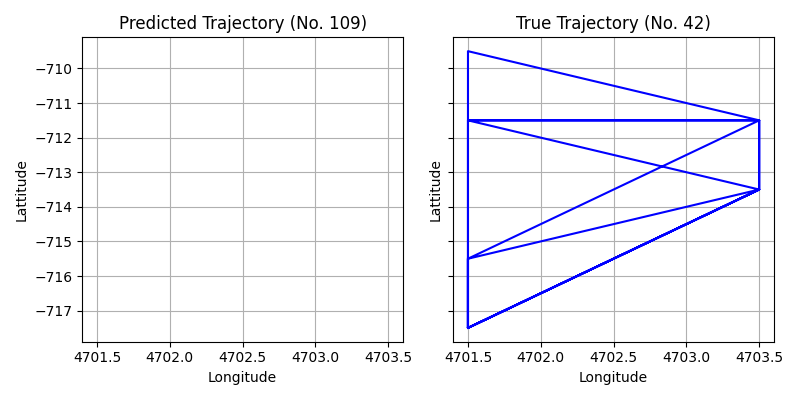 Predicted Trajectory (No. 109)
True Trajectory (No. 42)
Lattitude
−710
−711
−712
−713
−714
−715
−716
−717
4701.5 4702.0 4702.5 4703.0 4703.5
Longitude
Lattitude
4701.5 4702.0 4702.5 4703.0 4703.5
Longitude